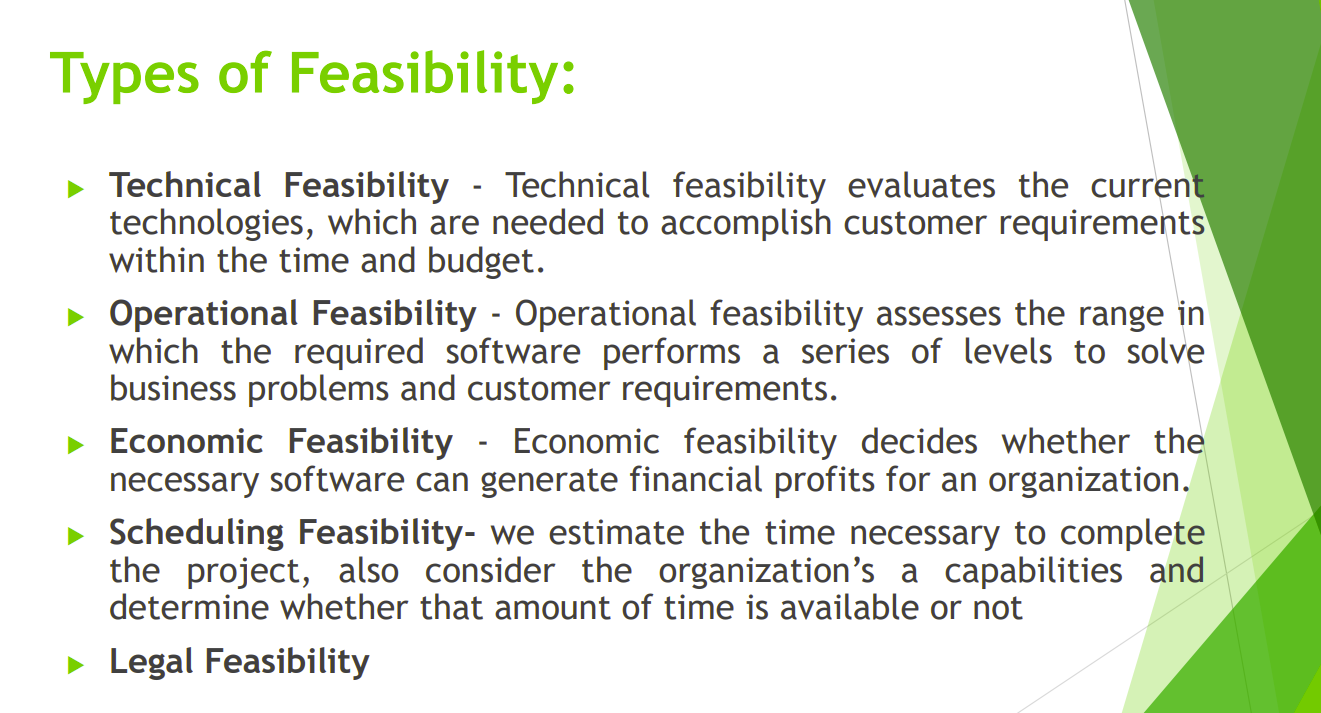 Types of Feasibility:
Technical Feasibility - Technical feasibility evaluates the current
technologies, which are needed to accomplish customer requirements
within the time and budget.
Operational Feasibility - Operational feasibility assesses the range in
which the required software performs a series of levels to solve
business problems and customer requirements.
Economic Feasibility - Economic feasibility decides whether the
necessary software can generate financial profits for an organization.
Scheduling Feasibility- we estimate the time necessary to complete
the project, also consider the organization’s a capabilities and
determine whether that amount of time is available or not
Legal Feasibility